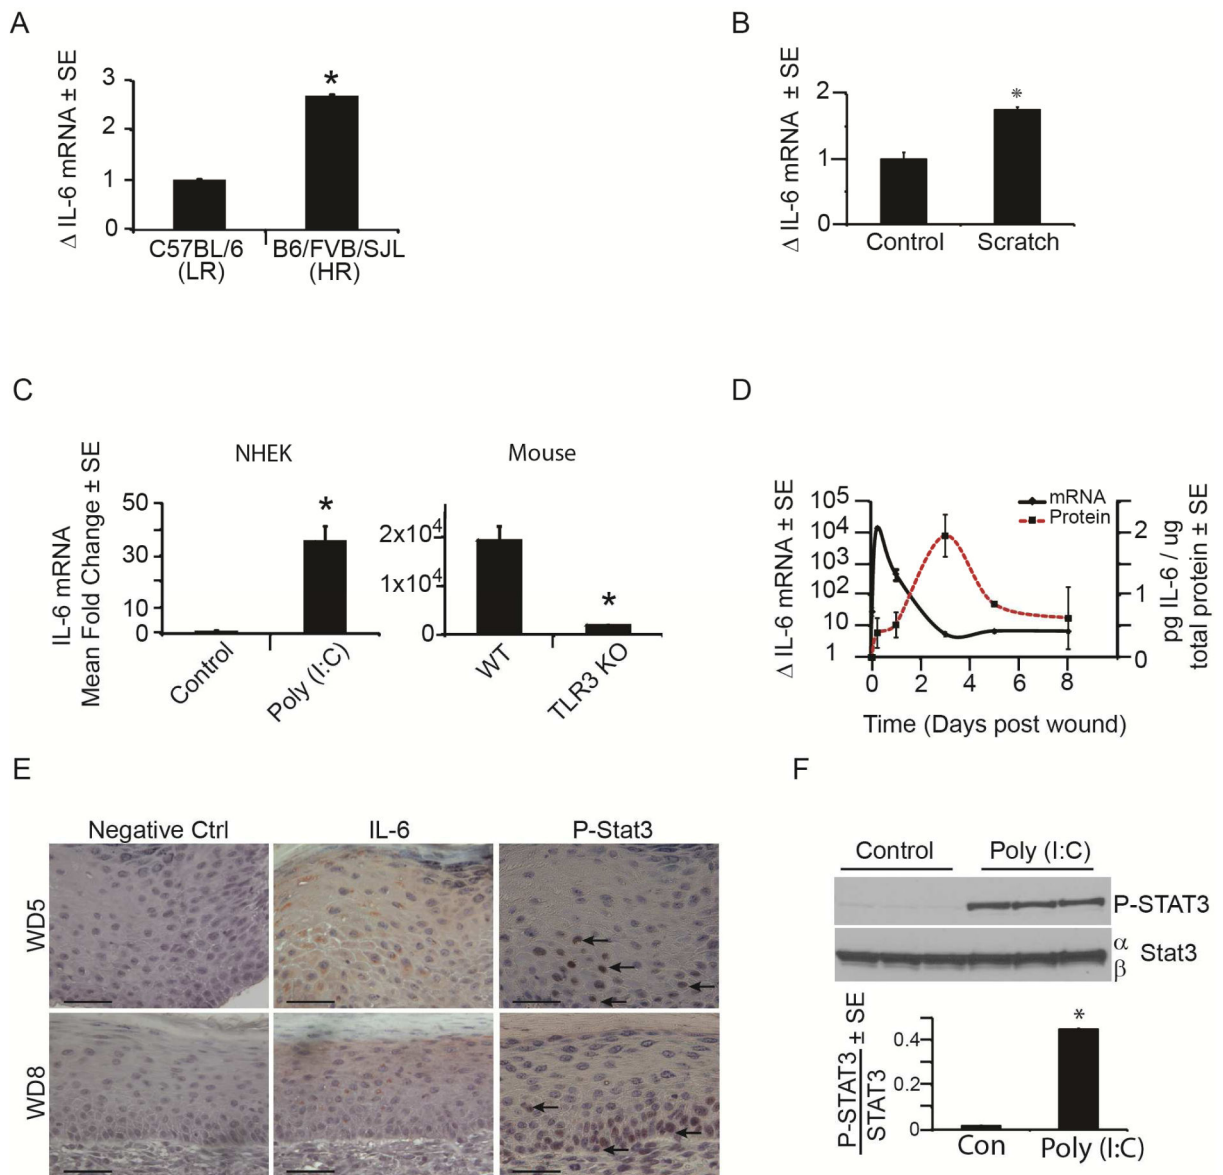 A
Δ IL-6 mRNA ± SE
3
2
1
0
*
C57BL/6
(LR)
B6/FVB/SJL
(HR)
B
Δ IL-6 mRNA ± SE
2
1
0
*
Control
Scratch
C
NHEK
Mouse
IL-6 mRNA
Mean Fold Change ± SE
50
30
10
0
*
Control
Poly (I:C)
2×10⁴
1×10⁴
0
*
WT
TLR3 KO
D
Δ IL-6 mRNA ± SE
10⁵
10⁴
10³
10²
10
1
mRNA
Protein
2
1
0
pg IL-6 / ug
total protein ± SE
0 2 4 6 8
Time (Days post wound)
E
Negative Ctrl IL-6 P-Stat3
WD5
WD8
F
Control Poly (I:C)
P-STAT3
α
β
Stat3
P-STAT3
STAT3
± SE
0.4
0.2
0
*
Con
Poly (I:C)